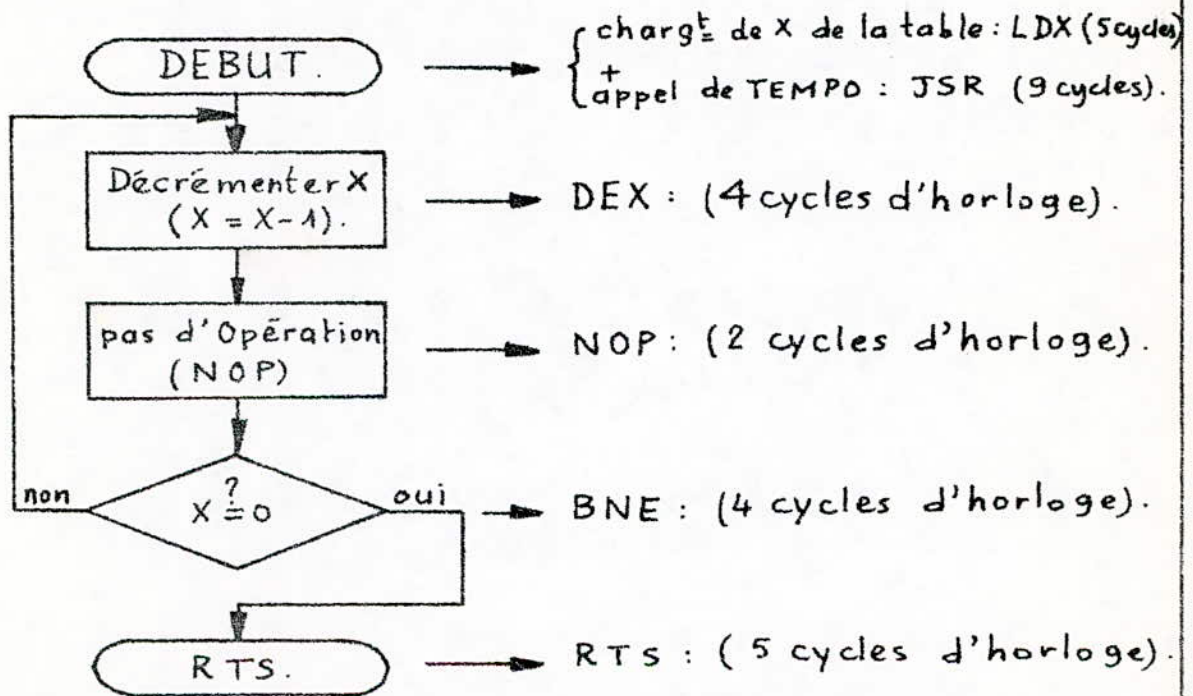 DEBUT.
chargt de X de la table : LDX (5cycles)
+
appel de TEMPO : JSR (9 cycles).
Décrémenter X
(X = X-1).
DEX : (4 cycles d'horloge).
pas d'Opération
(NOP)
NOP : (2 cycles d'horloge).
non
X ?= 0
oui
BNE : (4 cycles d'horloge).
RTS.
RTS : (5 cycles d'horloge).